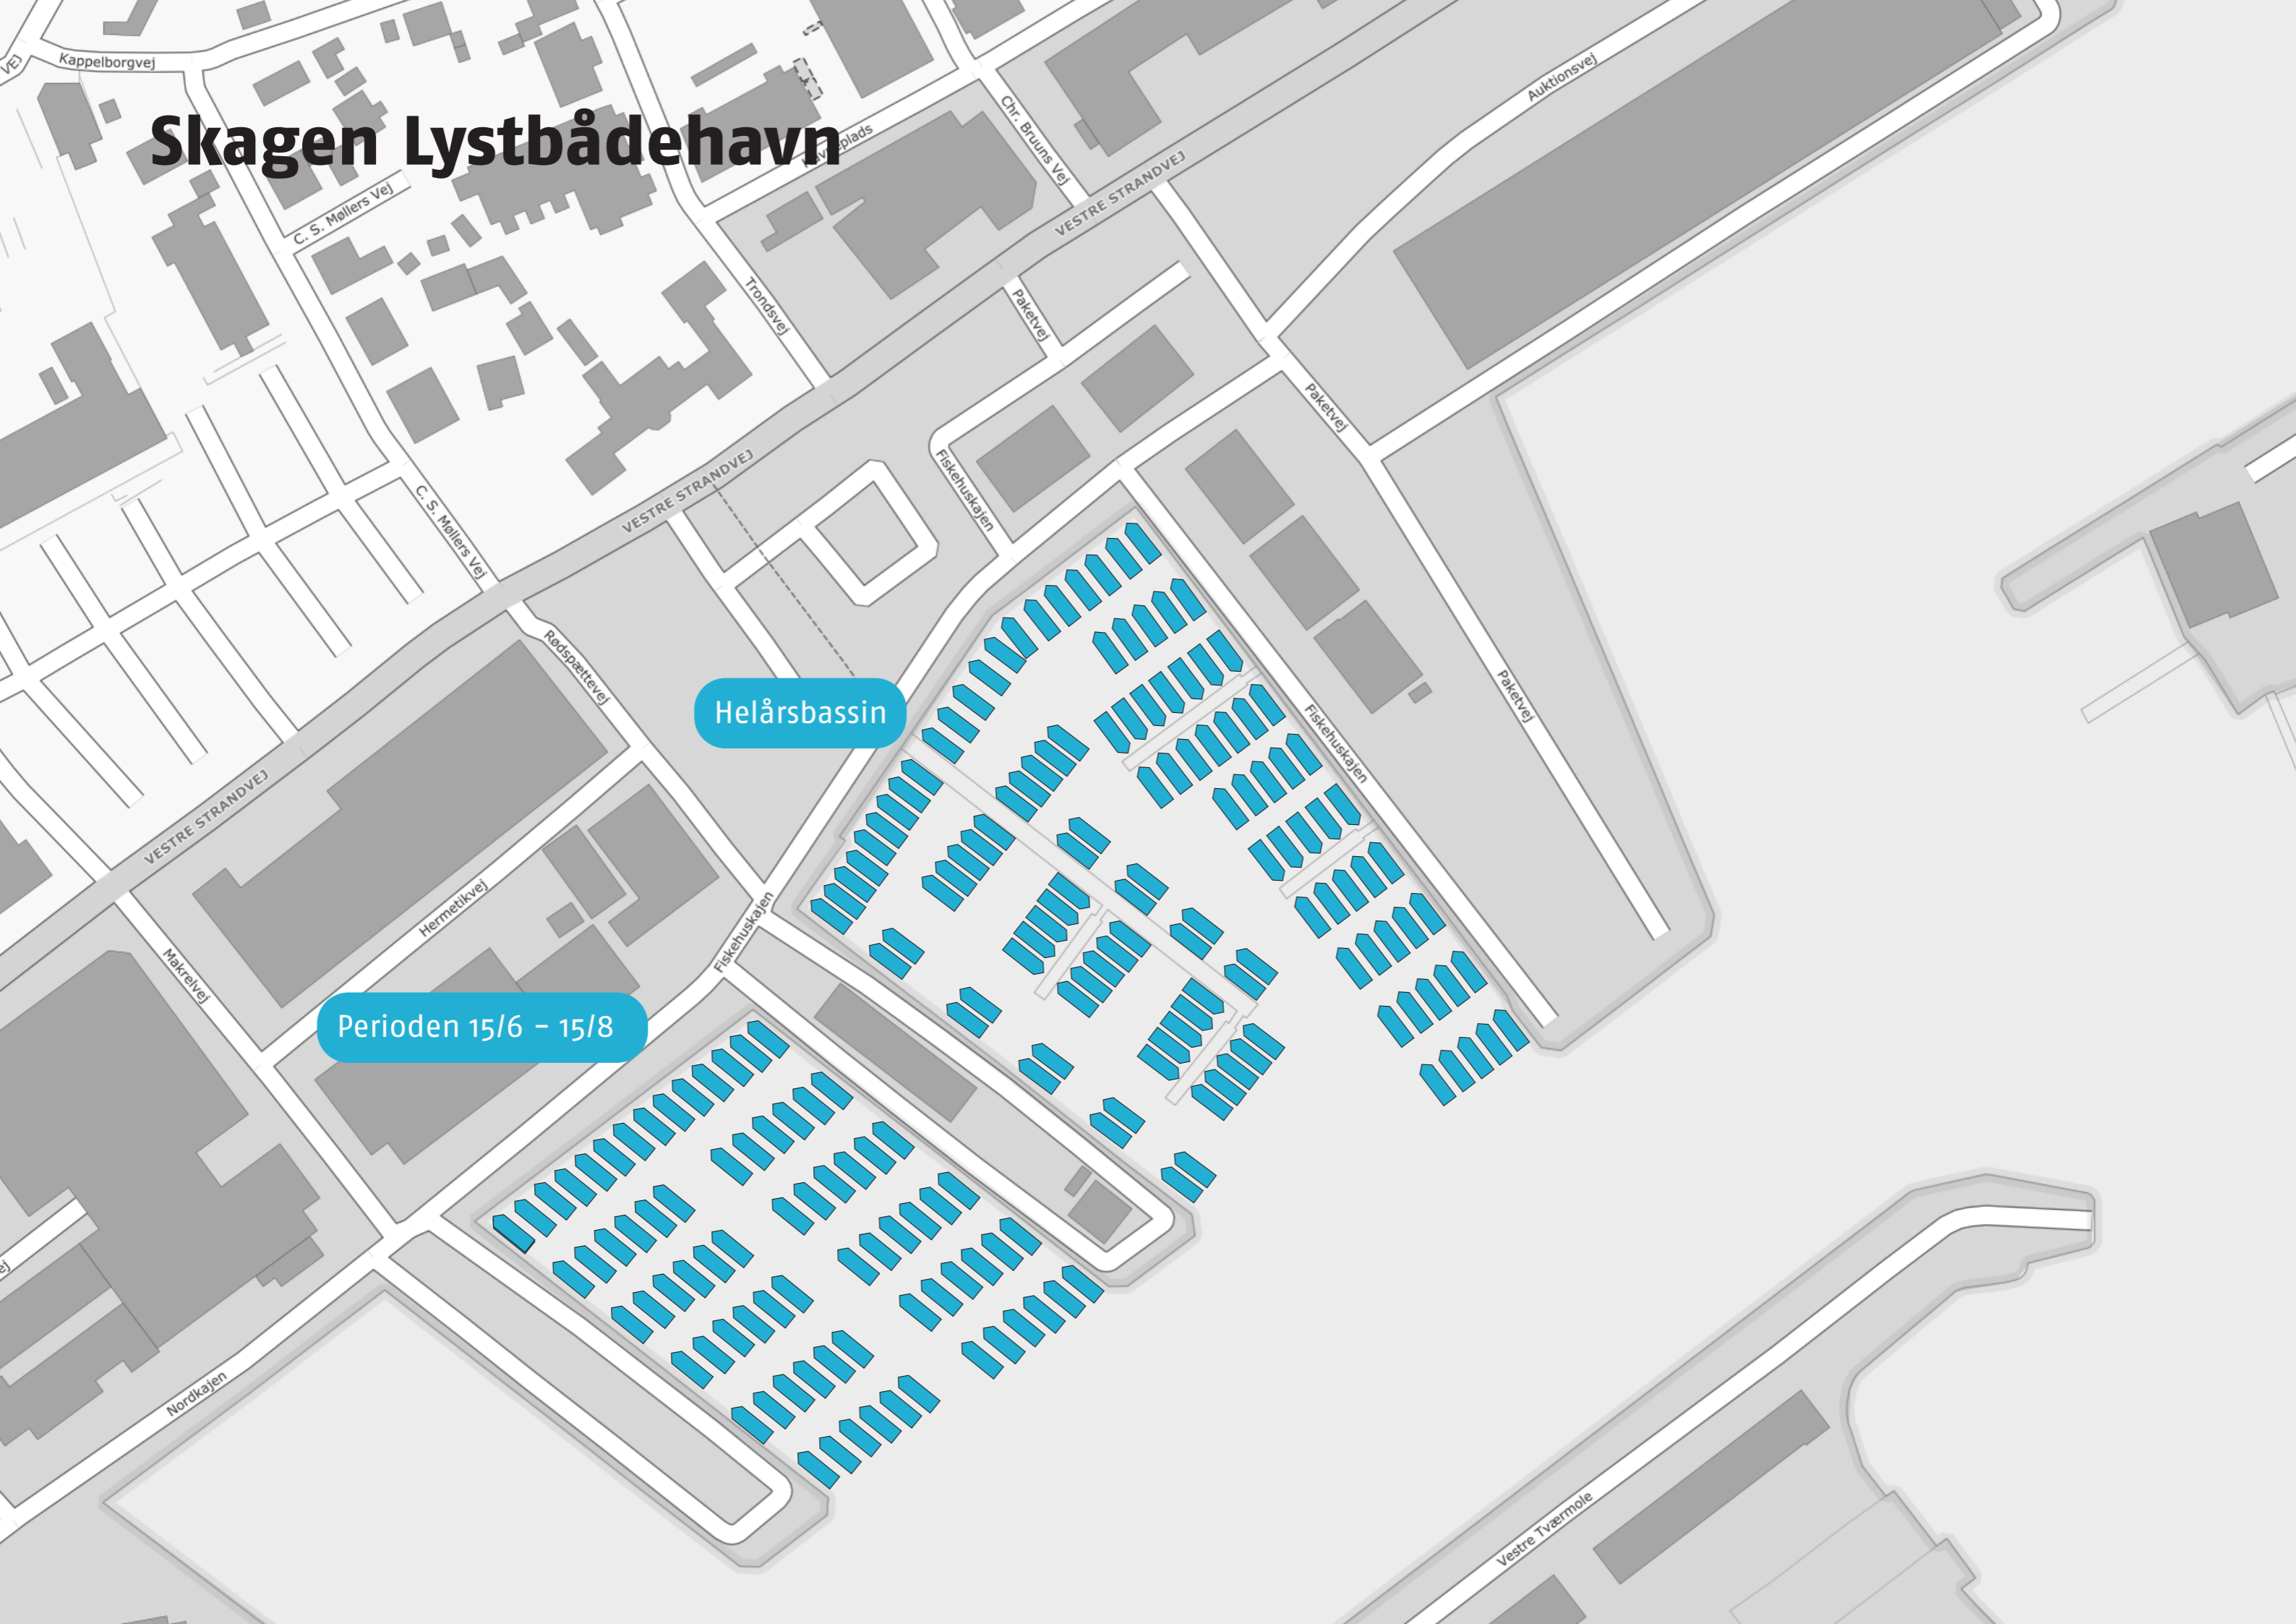 VEJ
Kappelborgvej
Skagen Lystbådehavn
C. S. Møllers Vej
Chr. Bruuns Vej
Auktionsvej
VESTRE STRANDVEJ
Trondsvej
Paketvej
Paketvej
Fiskehuskajen
VESTRE STRANDVEJ
C. S. Møllers Vej
Rødspættevej
Helårsbassin
Paketvej
Fiskehuskajen
VESTRE STRANDVEJ
Hermetikvej
Fiskehuskajen
Makrelvej
Perioden 15/6 – 15/8
Nordkajen
Vestre Tværmole